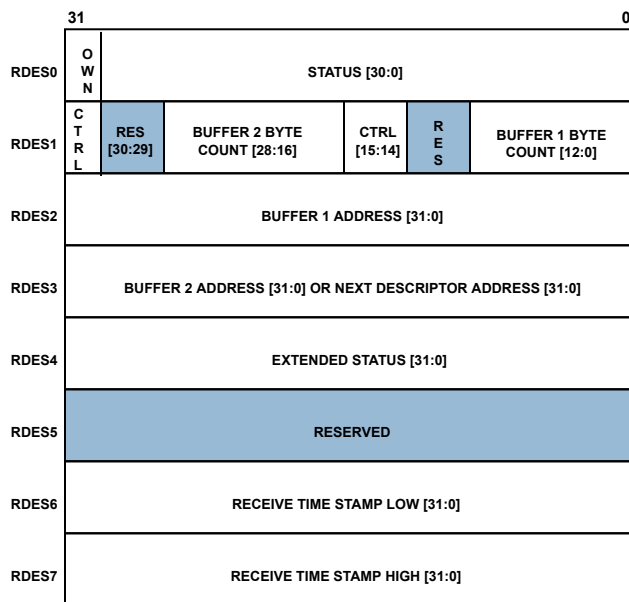 31 0
RDES0 OWN STATUS [30:0]
RDES1 CTRL RES [30:29] BUFFER 2 BYTE COUNT [28:16] CTRL [15:14] RES BUFFER 1 BYTE COUNT [12:0]
RDES2 BUFFER 1 ADDRESS [31:0]
RDES3 BUFFER 2 ADDRESS [31:0] OR NEXT DESCRIPTOR ADDRESS [31:0]
RDES4 EXTENDED STATUS [31:0]
RDES5 RESERVED
RDES6 RECEIVE TIME STAMP LOW [31:0]
RDES7 RECEIVE TIME STAMP HIGH [31:0]